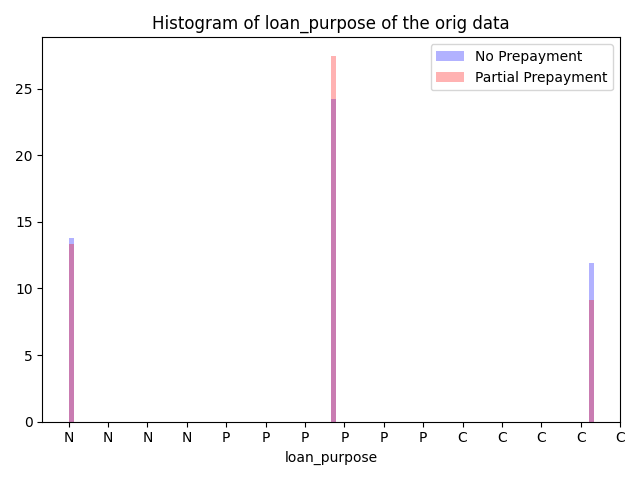 Histogram of loan_purpose of the orig data
No Prepayment
Partial Prepayment
25
20
15
10
5
0
N N N N P P P P P P C C C C C
loan_purpose